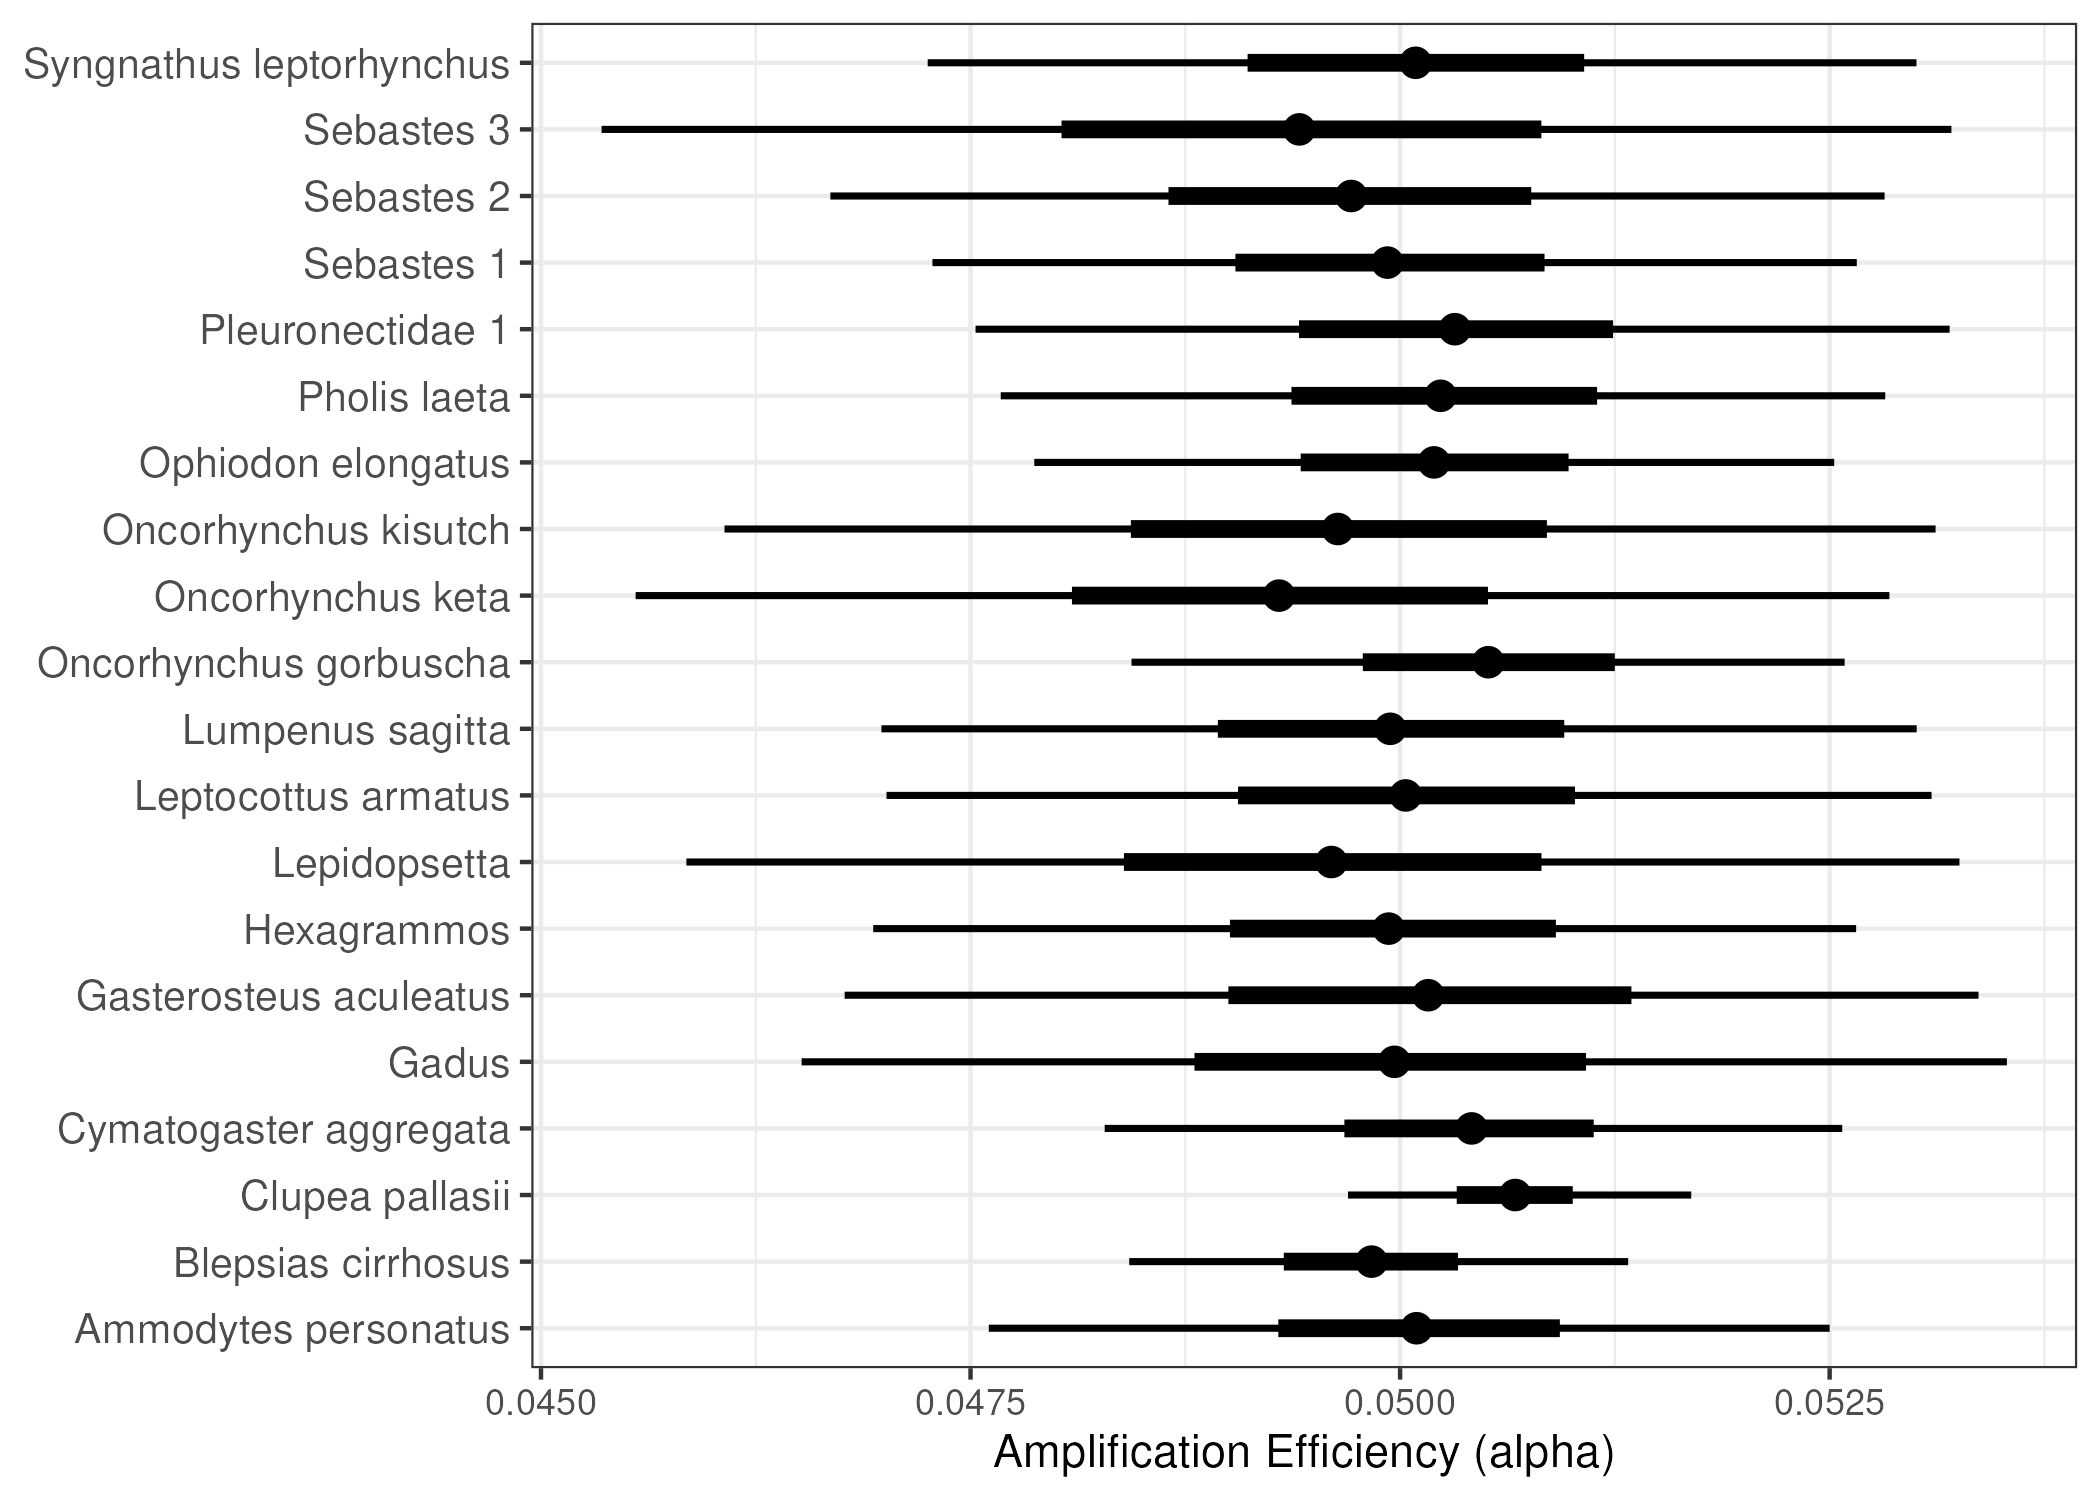 Syngnathus leptorhynchus
Sebastes 3
Sebastes 2
Sebastes 1
Pleuronectidae 1
Pholis laeta
Ophiodon elongatus
Oncorhynchus kisutch
Oncorhynchus keta
Oncorhynchus gorbuscha
Lumpenus sagitta
Leptocottus armatus
Lepidopsetta
Hexagrammos
Gasterosteus aculeatus
Gadus
Cymatogaster aggregata
Clupea pallasii
Blepsias cirrhosus
Ammodytes personatus
0.0450 0.0475 0.0500 0.0525
Amplification Efficiency (alpha)